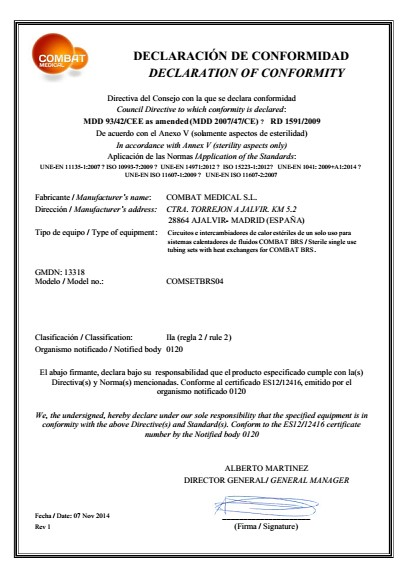 COMBAT
MEDICAL
DECLARACIÓN DE CONFORMIDAD
DECLARATION OF CONFORMITY
Directiva del Consejo con la que se declara conformidad
Council Directive to which conformity is declared:
MDD 93/42/CEE as amended (MDD 2007/47/CE) ? RD 1591/2009
De acuerdo con el Anexo V (solamente aspectos de esterilidad)
In accordance with Annex V (sterility aspects only)
Aplicación de las Normas /Application of the Standards:
UNE-EN 11135-1:2007 ? ISO 10993-7:2009 ? UNE-EN 14971:2012 ? ISO 15223-1:2012? UNE-EN 1041: 2009+A1:2014 ?
UNE-EN ISO 11607-1:2009 ? UNE-EN ISO 11607-2:2007
Fabricante / Manufacturer's name: COMBAT MEDICAL S.L.
Dirección / Manufacturer's address: CTRA. TORREJON A JALVIR. KM 5.2
28864 AJALVIR- MADRID (ESPAÑA)
Tipo de equipo / Type of equipment: Circuitos e intercambiadores de calor estériles de un solo uso para
sistemas calentadores de fluidos COMBAT BRS / Sterile single use
tubing sets with heat exchangers for COMBAT BRS.
GMDN: 13318
Modelo / Model no.: COMSETBRS04
Clasificación / Classification: IIa (regla 2 / rule 2)
Organismo notificado / Notified body 0120
El abajo firmante, declara bajo su responsabilidad que el producto especificado cumple con la(s)
Directiva(s) y Norma(s) mencionadas. Conforme al certificado ES12/12416, emitido por el
organismo notificado 0120
We, the undersigned, hereby declare under our sole responsibility that the specified equipment is in
conformity with the above Directive(s) and Standard(s). Conform to the ES12/12416 certificate
number by the Notified body 0120
ALBERTO MARTINEZ
DIRECTOR GENERAL/ GENERAL MANAGER
Fecha / Date: 07 Nov 2014
Rev 1
(Firma / Signature)